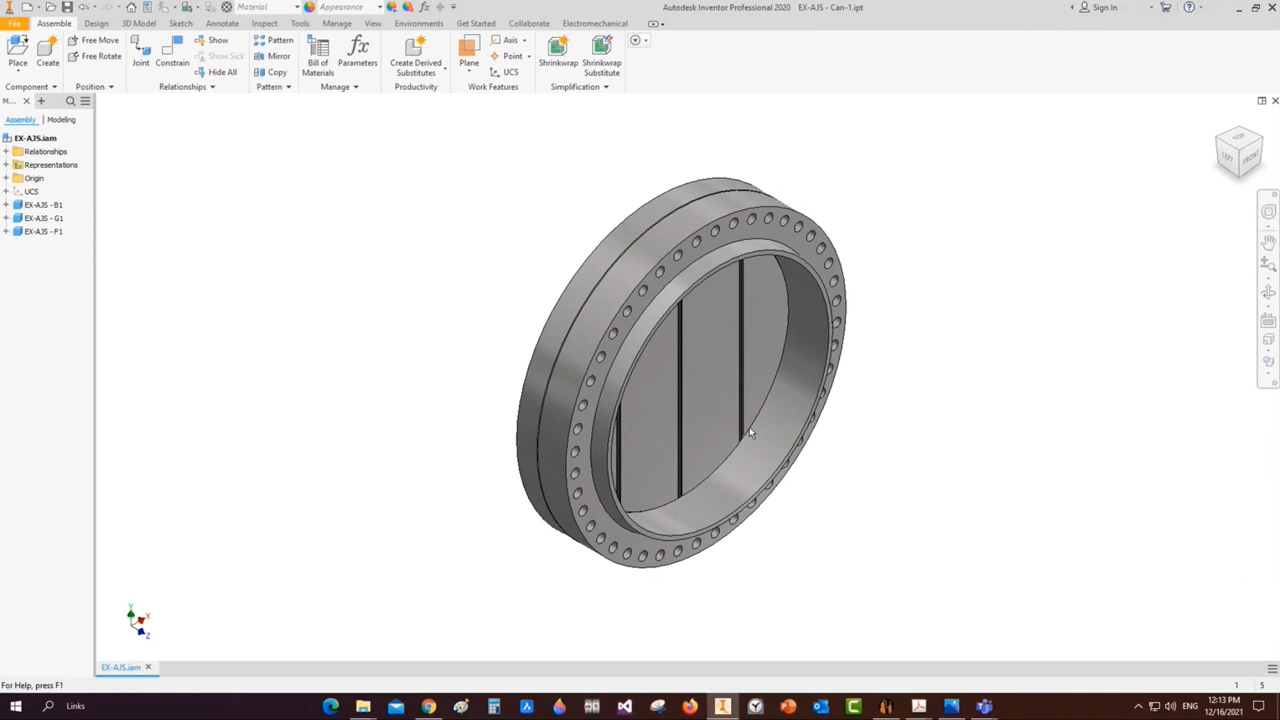 Material
Appearance
Autodesk Inventor Professional 2020 EX-AJS - Can-1.ipt
Sign In
File Assemble Design 3D Model Sketch Annotate Inspect Tools Manage View Environments Get Started Collaborate Electromechanical
Place
Create
Free Move
Free Rotate
Joint
Constrain
Show
Show Sick
Hide All
Pattern
Mirror
Copy
Bill of
Materials
Parameters
Create Derived
Substitutes
Plane
Axis
Point
UCS
Shrinkwrap
Shrinkwrap
Substitute
Component Position Relationships Pattern Manage Productivity Work Features Simplification
M...
Assembly Modeling
EX-AJS.iam
Relationships
Representations
Origin
UCS
EX-AJS - B1
EX-AJS - G1
EX-AJS - F1
TOP
LEFT FRONT
Y
X
Z
EX-AJS.iam
For Help, press F1 1 5
Links
12:13 PM
12/16/2021